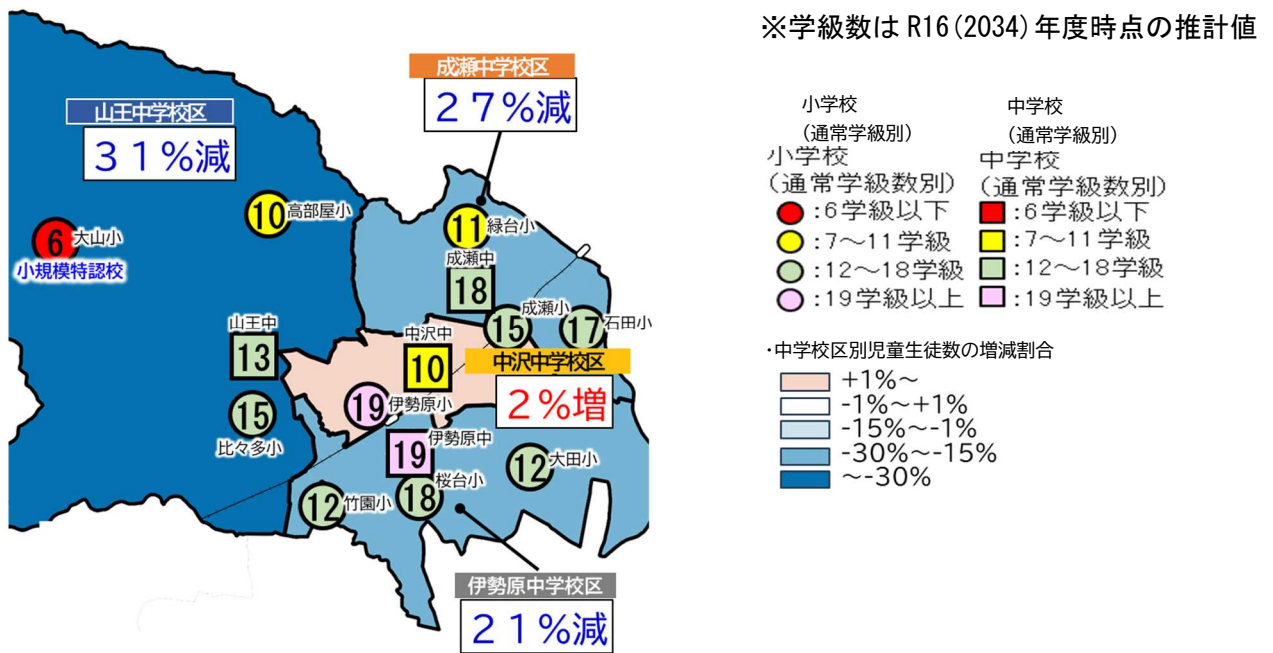 ※学級数は R16(2034)年度時点の推計値
成瀬中学校区
27%減
山王中学校区
31%減
10 高部屋小
6 大山小
小規模特認校
11 緑台小
成瀬中
18
成瀬小
15
17 石田小
山王中
13
中沢中
10
中沢中学校区
2%増
19 伊勢原小
15
比々多小
伊勢原中
19
12 大田小
桜台小
18
12 竹園小
伊勢原中学校区
21%減
小学校
(通常学級別)
小学校
(通常学級数別)
:6学級以下
:7～11学級
:12～18学級
:19学級以上
中学校
(通常学級別)
中学校
(通常学級数別)
:6学級以下
:7～11学級
:12～18学級
:19学級以上
・中学校区別児童生徒数の増減割合
+1%～
-1%～+1%
-15%～-1%
-30%～-15%
～-30%